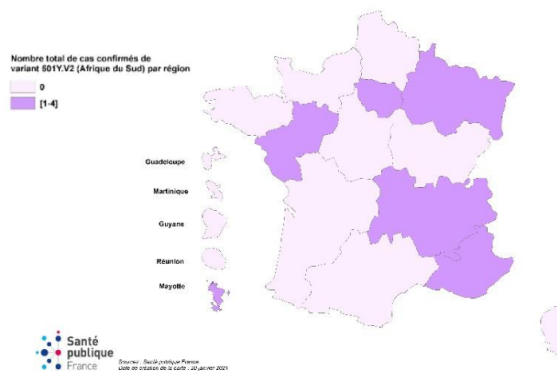 Nombre total de cas confirmés de
variant 501Y.V2 (Afrique du Sud) par région
0
[1-4]
Guadeloupe
Martinique
Guyane
Réunion
Mayotte
Santé
publique
France
Sources : Santé publique France
Date de création de la carte : 20 janvier 2021